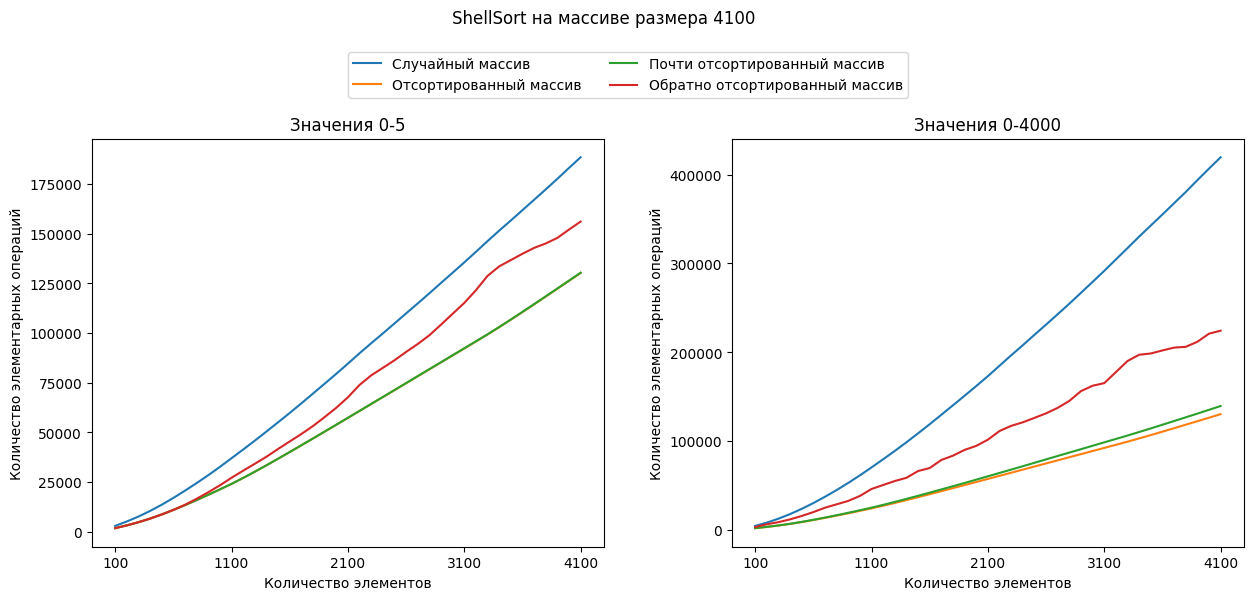 ShellSort на массиве размера 4100
Случайный массив
Отсортированный массив
Почти отсортированный массив
Обратно отсортированный массив
Значения 0-5
Количество элементарных операций
175000
150000
125000
100000
75000
50000
25000
0
100 1100 2100 3100 4100
Количество элементов
Значения 0-4000
Количество элементарных операций
400000
300000
200000
100000
0
100 1100 2100 3100 4100
Количество элементов